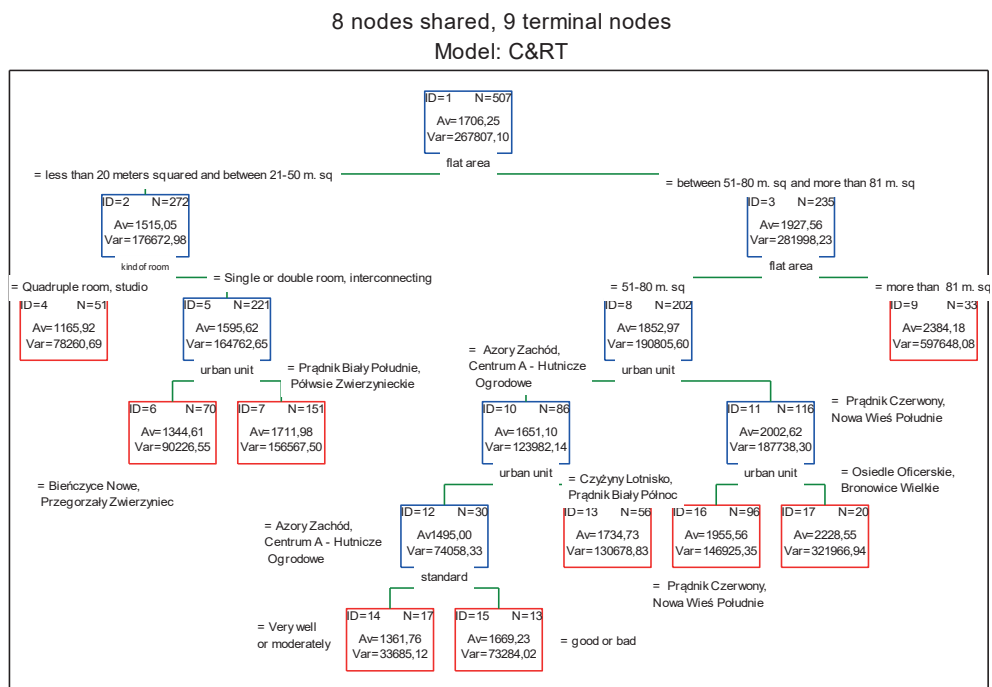 8 nodes shared, 9 terminal nodes
Model: C&RT
ID=1 N=507
Av=1706,25
Var=267807,10
flat area
= less than 20 meters squared and between 21-50 m. sq
= between 51-80 m. sq and more than 81 m. sq
ID=2 N=272
Av=1515,05
Var=176672,98
kind of room
ID=3 N=235
Av=1927,56
Var=281998,23
flat area
= Quadruple room, studio
= Single or double room, interconnecting
= 51-80 m. sq
= more than 81 m. sq
ID=4 N=51
Av=1165,92
Var=78260,69
ID=5 N=221
Av=1595,62
Var=164762,65
urban unit
ID=8 N=202
Av=1852,97
Var=190805,60
urban unit
ID=9 N=33
Av=2384,18
Var=597648,08
= Prądnik Biały Południe,
Półwsie Zwierzynieckie
= Azory Zachód,
Centrum A - Hutnicze
Ogrodowe
= Prądnik Czerwony,
Nowa Wieś Południe
ID=6 N=70
Av=1344,61
Var=90226,55
ID=7 N=151
Av=1711,98
Var=156567,50
ID=10 N=86
Av=1651,10
Var=123982,14
urban unit
ID=11 N=116
Av=2002,62
Var=187738,30
urban unit
= Bieńczyce Nowe,
Przegorzały Zwierzyniec
= Czyżyny Lotnisko,
Prądnik Biały Północ
= Osiedle Oficerskie,
Bronowice Wielkie
= Azory Zachód,
Centrum A - Hutnicze
Ogrodowe
ID=12 N=30
Av1495,00
Var=74058,33
standard
ID=13 N=56
Av=1734,73
Var=130678,83
ID=16 N=96
Av=1955,56
Var=146925,35
ID=17 N=20
Av=2228,55
Var=321966,94
= Prądnik Czerwony,
Nowa Wieś Południe
= Very well
or moderately
ID=14 N=17
Av=1361,76
Var=33685,12
ID=15 N=13
Av=1669,23
Var=73284,02
= good or bad